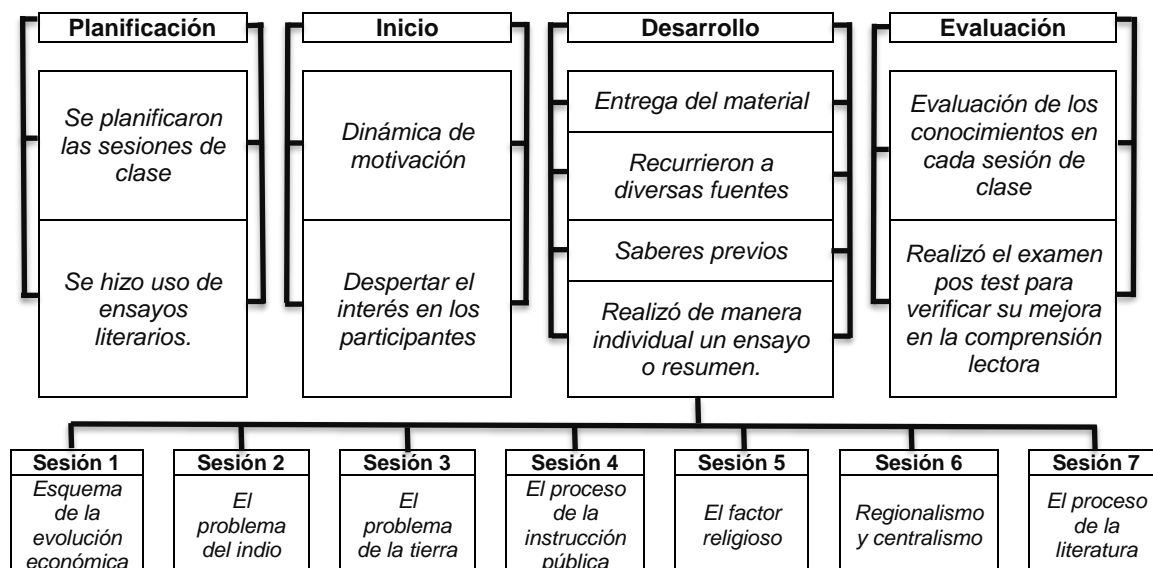 Planificación
Se planificaron
las sesiones de
clase
Se hizo uso de
ensayos
literarios.
Inicio
Dinámica de
motivación
Despertar el
interés en los
participantes
Desarrollo
Entrega del material
Recurrieron a
diversas fuentes
Saberes previos
Realizó de manera
individual un ensayo
o resumen.
Evaluación
Evaluación de los
conocimientos en
cada sesión de
clase
Realizó el examen
pos test para
verificar su mejora
en la comprensión
lectora
Sesión 1
Esquema
de la
evolución
económica
Sesión 2
El
problema
del indio
Sesión 3
El
problema
de la tierra
Sesión 4
El proceso
de la
instrucción
pública
Sesión 5
El factor
religioso
Sesión 6
Regionalismo
y centralismo
Sesión 7
El proceso
de la
literatura